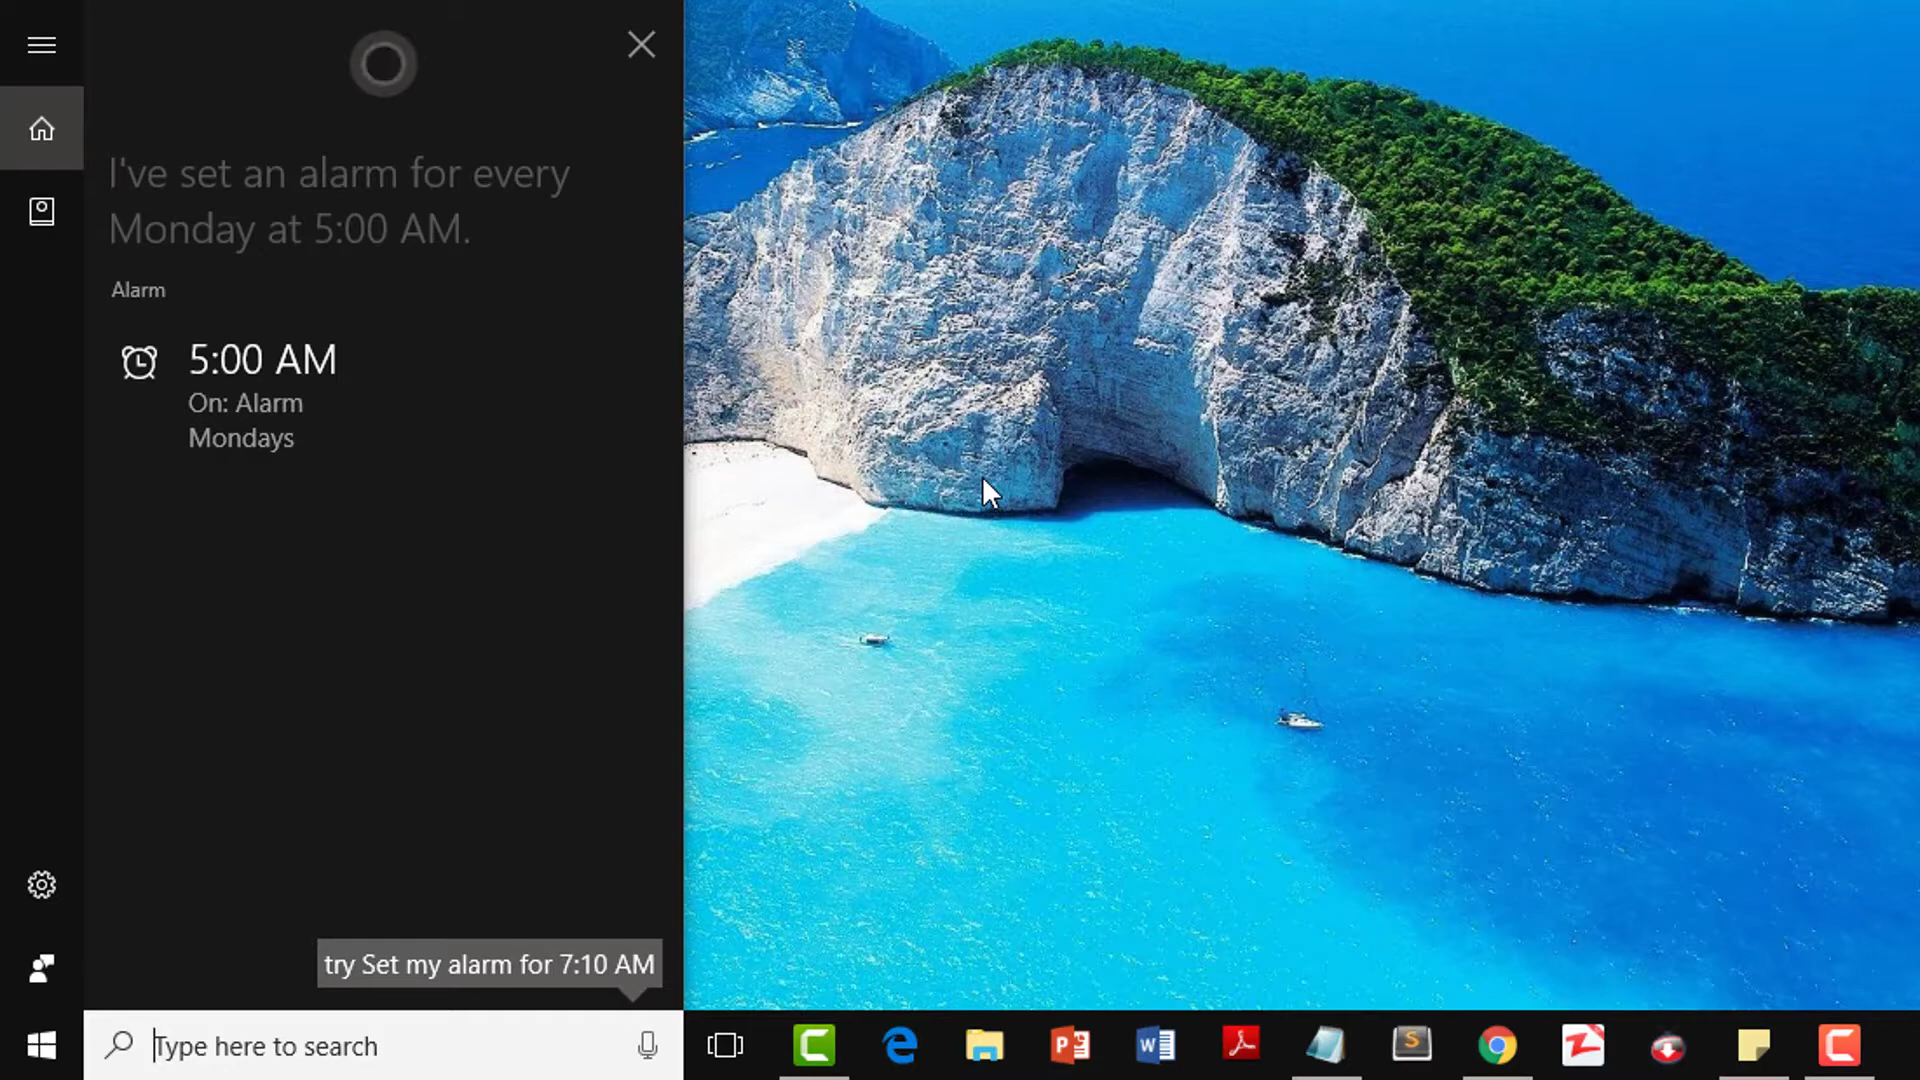 I've set an alarm for every
Monday at 5:00 AM.
Alarm
5:00 AM
On: Alarm
Mondays
try Set my alarm for 7:10 AM
Type here to search